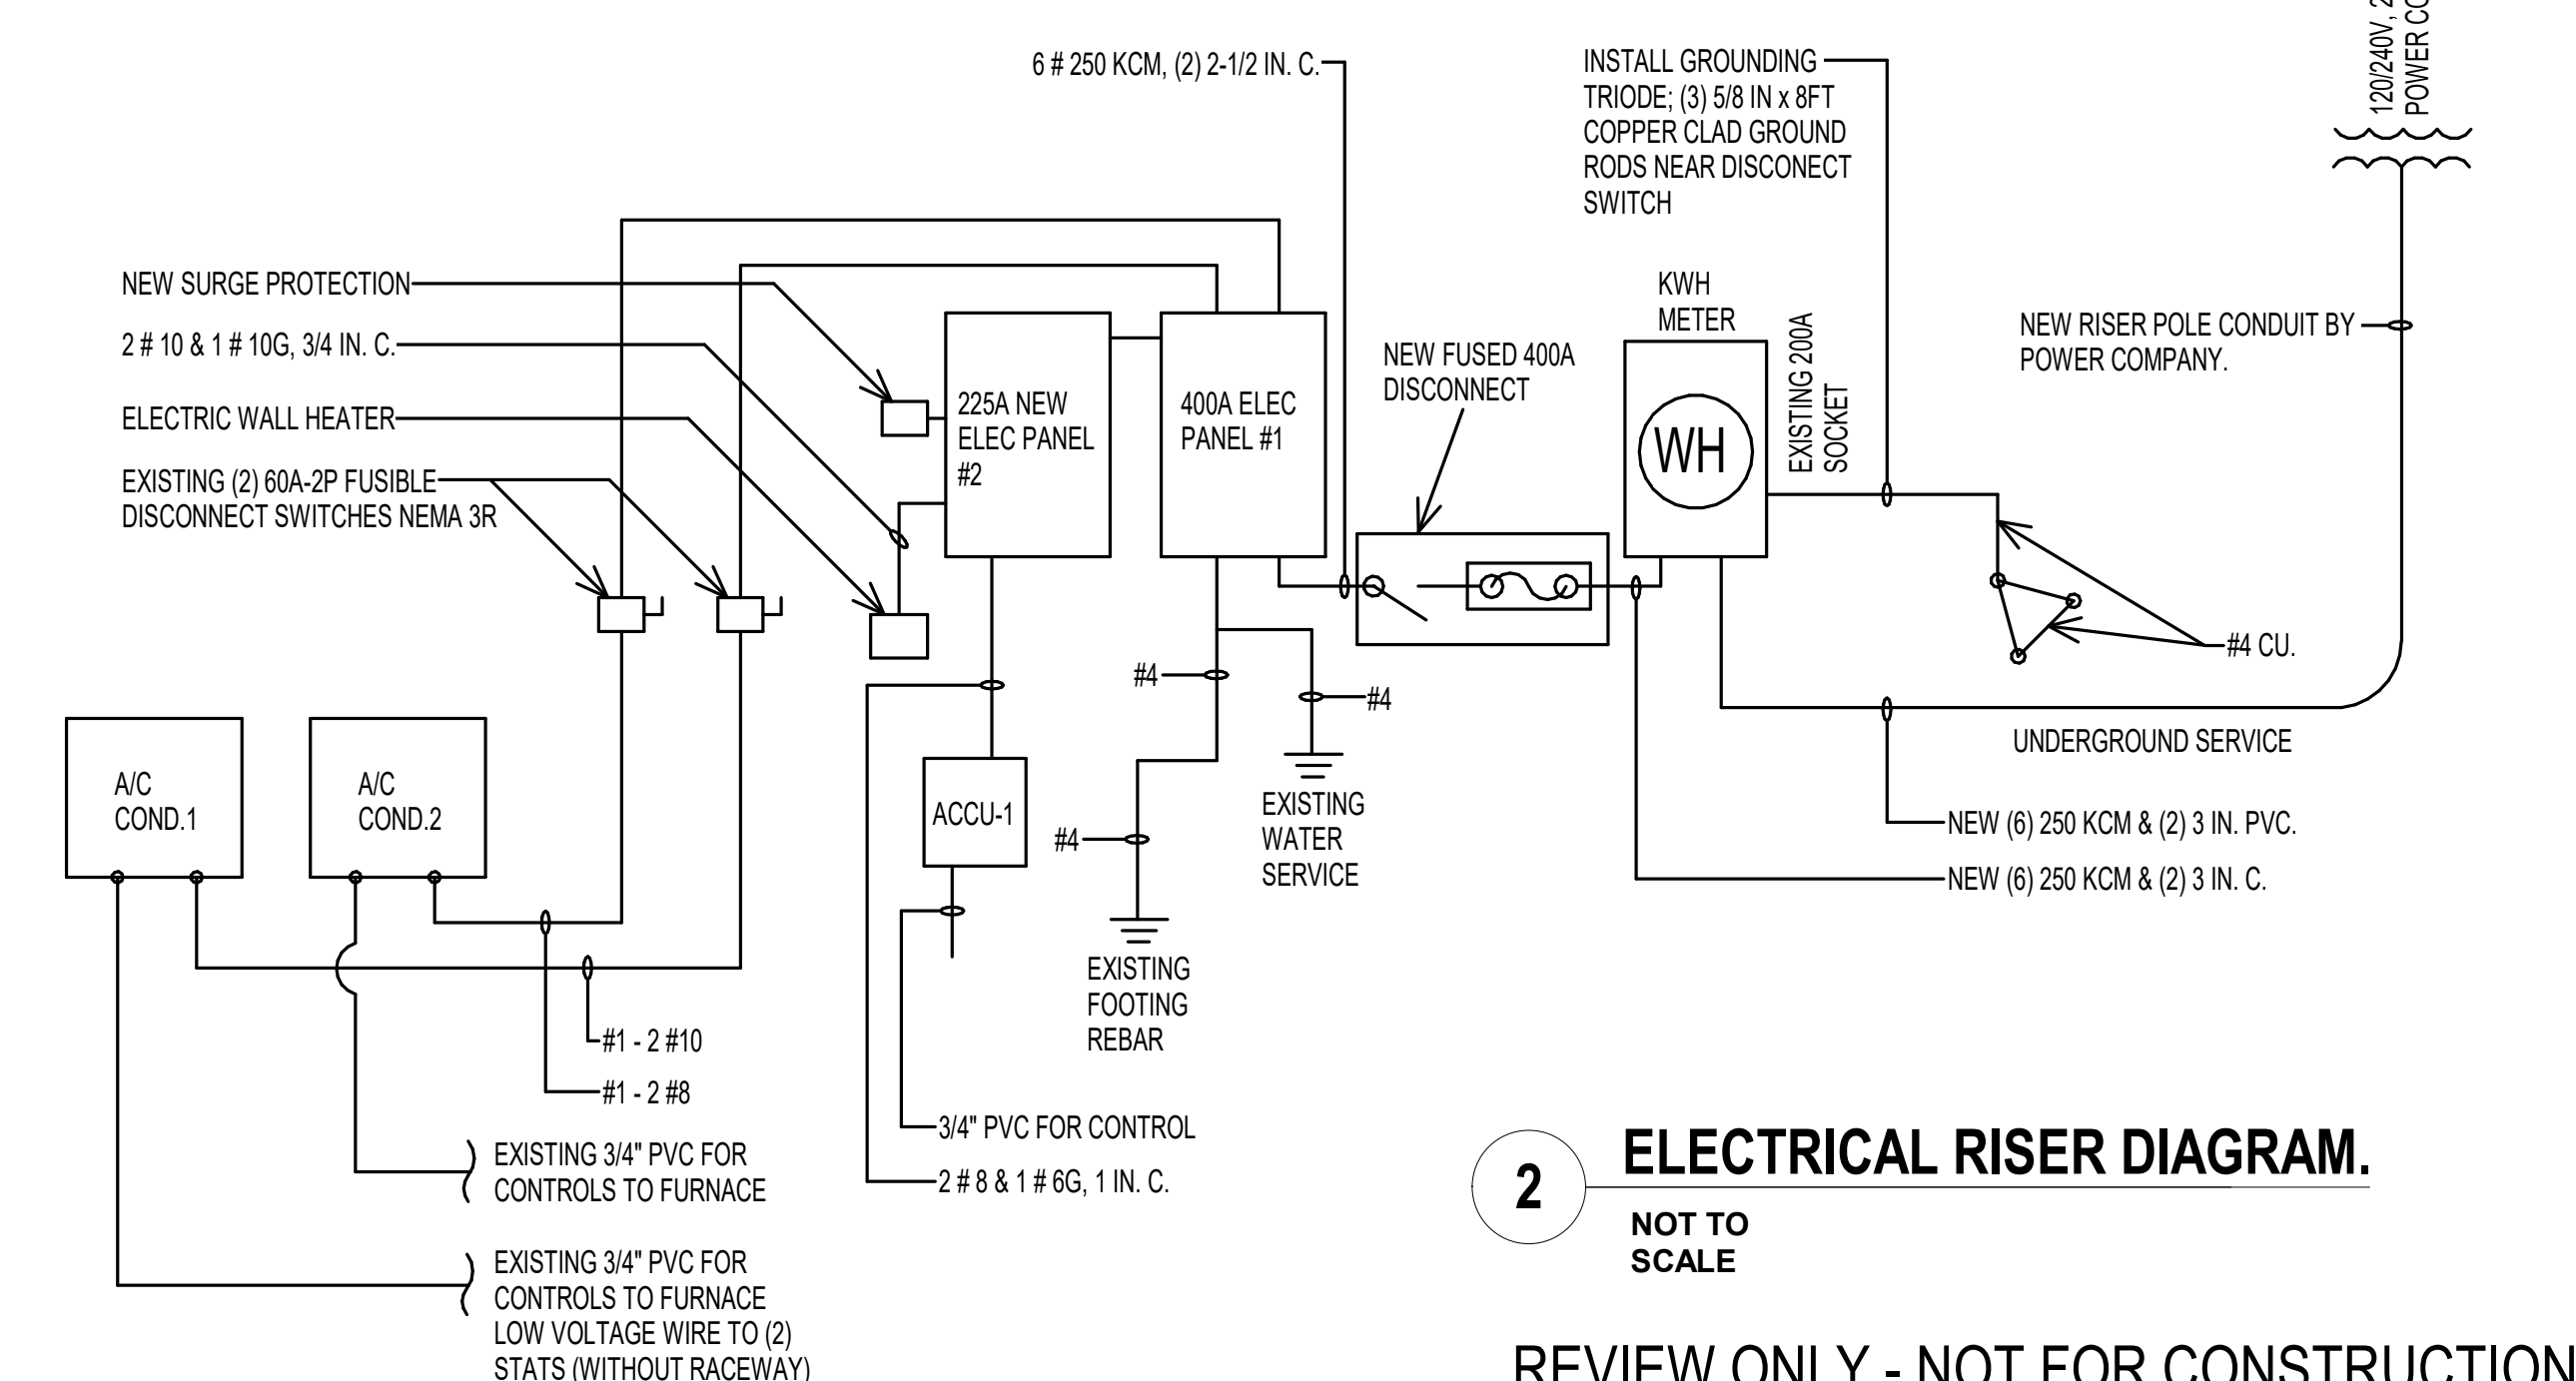 6 # 250 KCM, (2) 2-1/2 IN. C.
INSTALL GROUNDING
TRIODE; (3) 5/8 IN x 8FT
COPPER CLAD GROUND
RODS NEAR DISCONECT
SWITCH
120/240V,
POWER
NEW SURGE PROTECTION
2 # 10 & 1 # 10G, 3/4 IN. C.
ELECTRIC WALL HEATER
EXISTING (2) 60A-2P FUSIBLE
DISCONNECT SWITCHES NEMA 3R
225A NEW
ELEC PANEL
#2
400A ELEC
PANEL #1
NEW FUSED 400A
DISCONNECT
KWH
METER
WH
EXISTING 200A
SOCKET
NEW RISER POLE CONDUIT BY
POWER COMPANY.
#4 CU.
#4
#4
#4
UNDERGROUND SERVICE
A/C
COND.1
A/C
COND.2
ACCU-1
EXISTING
WATER
SERVICE
NEW (6) 250 KCM & (2) 3 IN. PVC.
NEW (6) 250 KCM & (2) 3 IN. C.
EXISTING
FOOTING
REBAR
#1 - 2 #10
#1 - 2 #8
3/4" PVC FOR CONTROL
2 # 8 & 1 # 6G, 1 IN. C.
EXISTING 3/4" PVC FOR
CONTROLS TO FURNACE
EXISTING 3/4" PVC FOR
CONTROLS TO FURNACE
LOW VOLTAGE WIRE TO (2)
STATS (WITHOUT RACEWAY)
2
ELECTRICAL RISER DIAGRAM.
NOT TO
SCALE
REVIEW ONLY - NOT FOR CONSTRUCTION